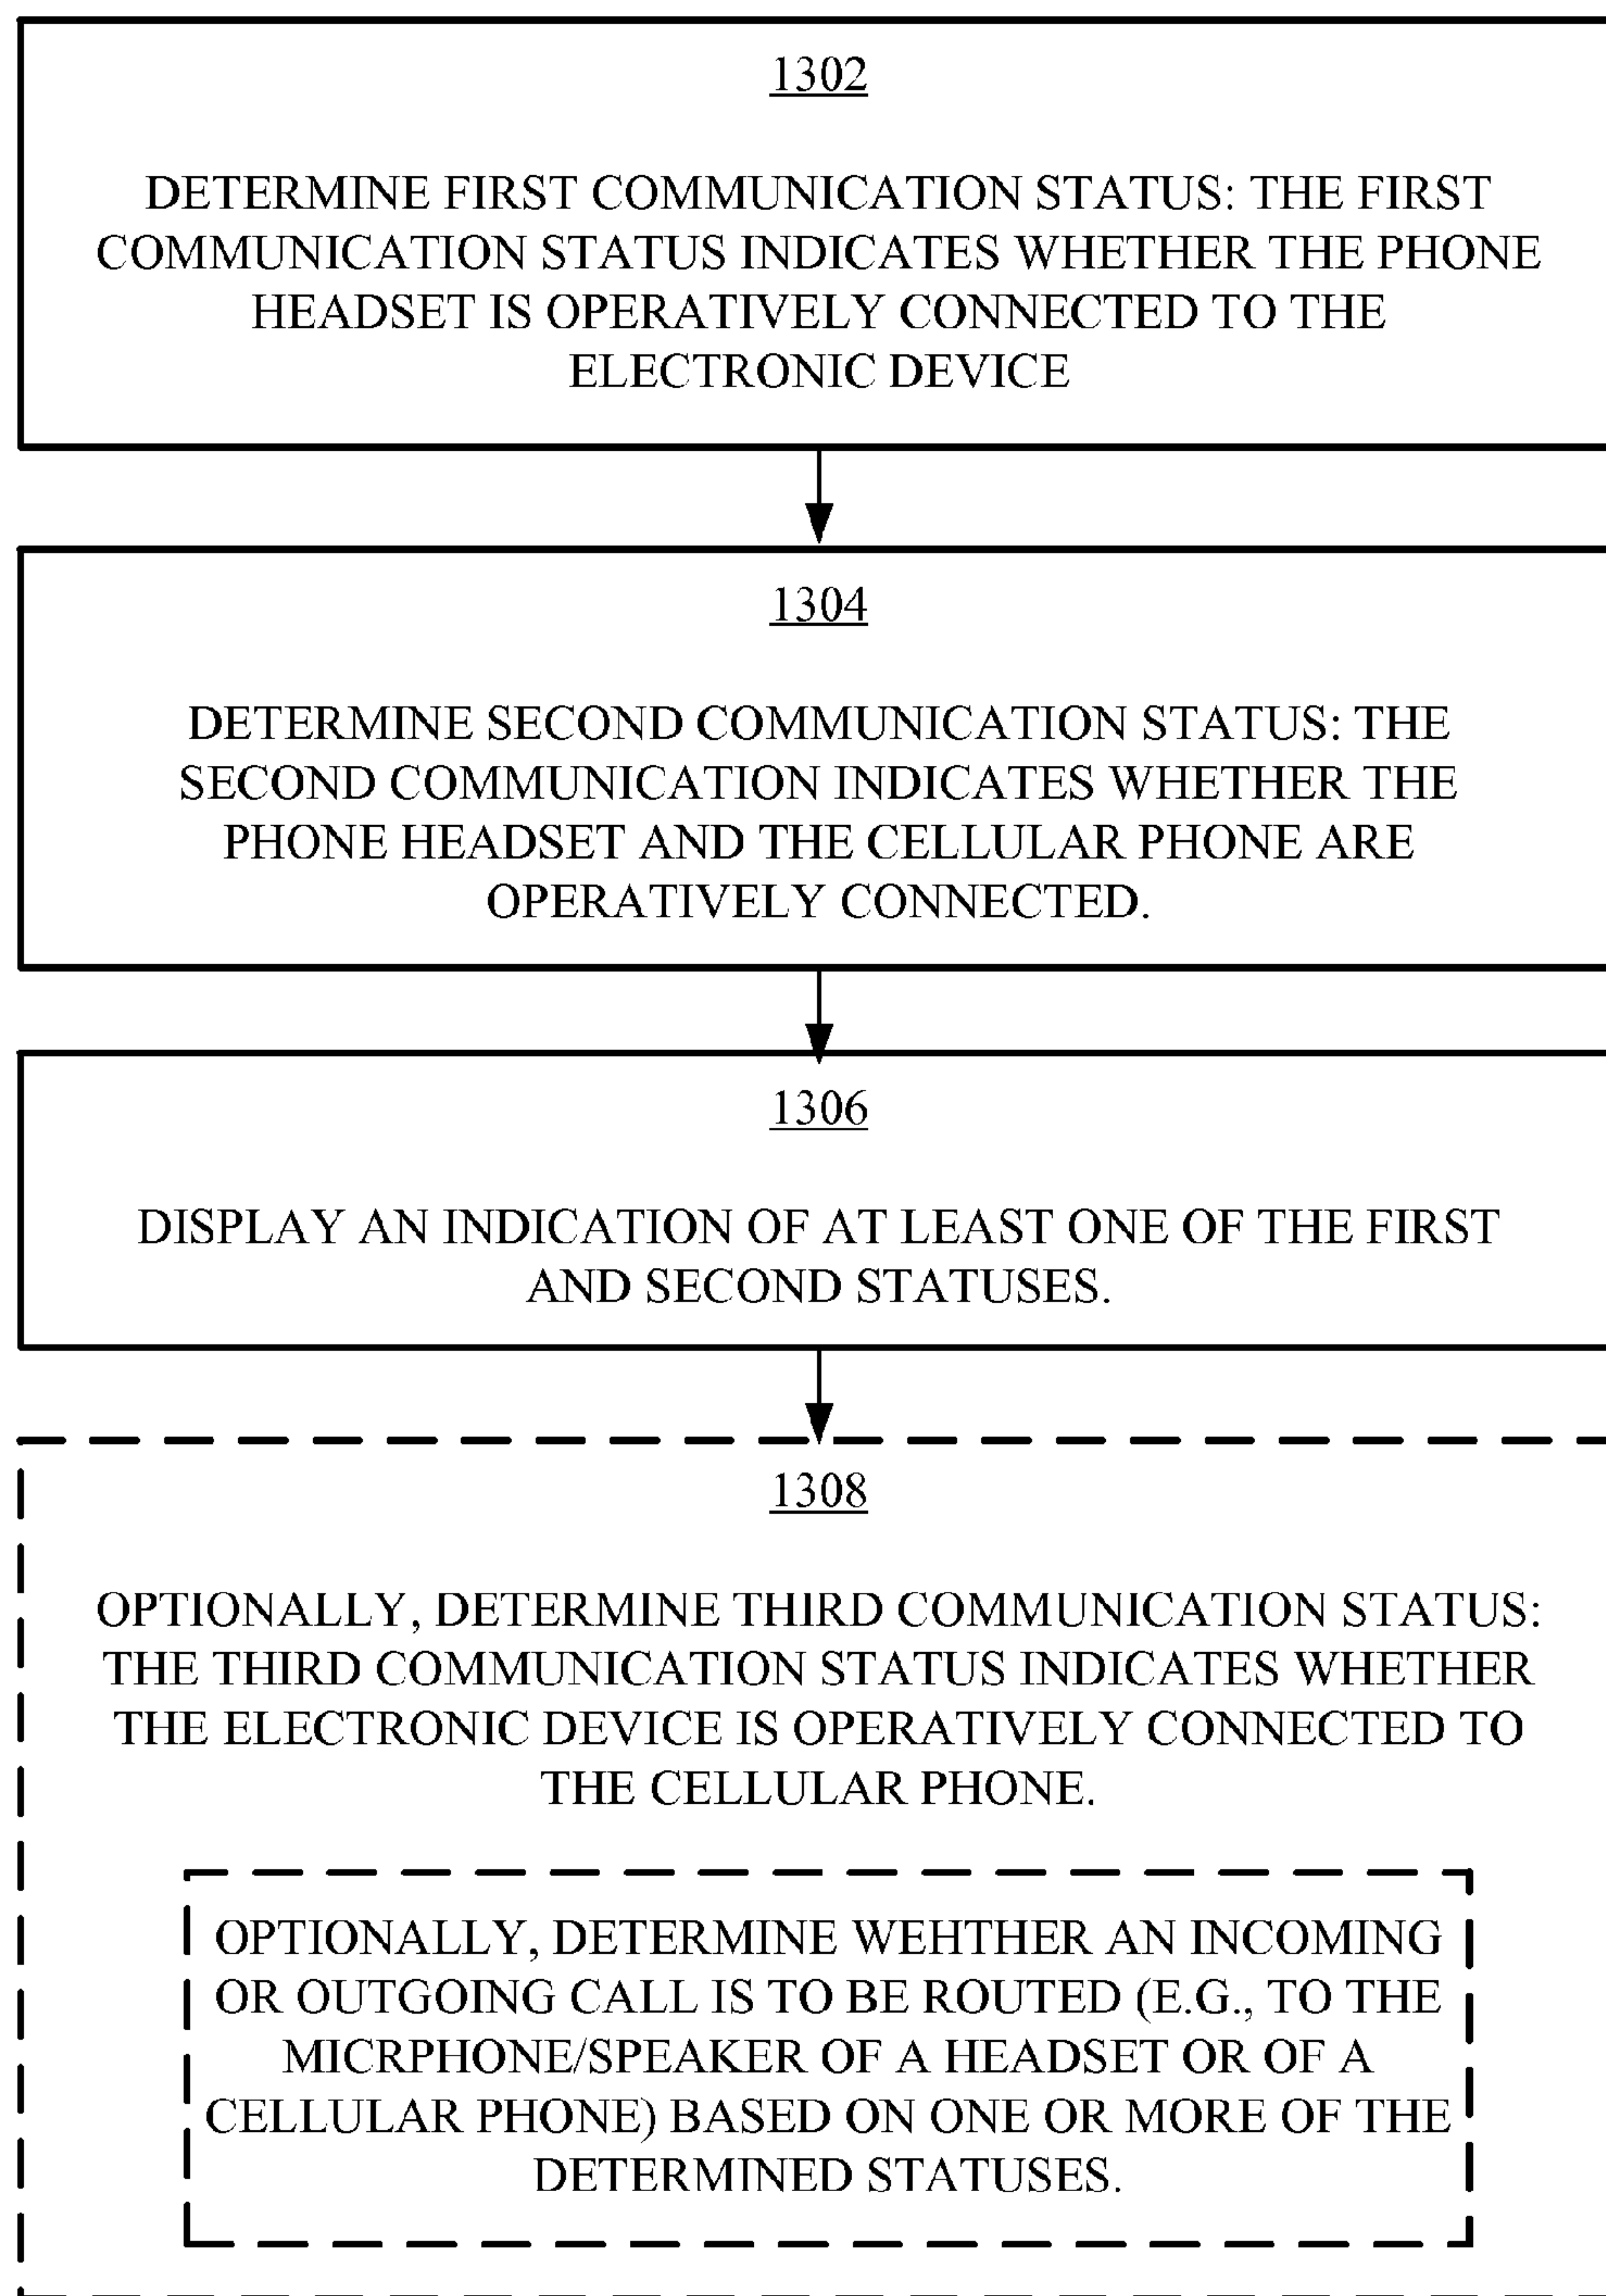 1302
DETERMINE FIRST COMMUNICATION STATUS: THE FIRST
COMMUNICATION STATUS INDICATES WHETHER THE PHONE
HEADSET IS OPERATIVELY CONNECTED TO THE
ELECTRONIC DEVICE
1304
DETERMINE SECOND COMMUNICATION STATUS: THE
SECOND COMMUNICATION INDICATES WHETHER THE
PHONE HEADSET AND THE CELLULAR PHONE ARE
OPERATIVELY CONNECTED.
1306
DISPLAY AN INDICATION OF AT LEAST ONE OF THE FIRST
AND SECOND STATUSES.
1308
OPTIONALLY, DETERMINE THIRD COMMUNICATION STATUS:
THE THIRD COMMUNICATION STATUS INDICATES WHETHER
THE ELECTRONIC DEVICE IS OPERATIVELY CONNECTED TO
THE CELLULAR PHONE.
OPTIONALLY, DETERMINE WEHTHER AN INCOMING
OR OUTGOING CALL IS TO BE ROUTED (E.G., TO THE
MICRPHONE/SPEAKER OF A HEADSET OR OF A
CELLULAR PHONE) BASED ON ONE OR MORE OF THE
DETERMINED STATUSES.